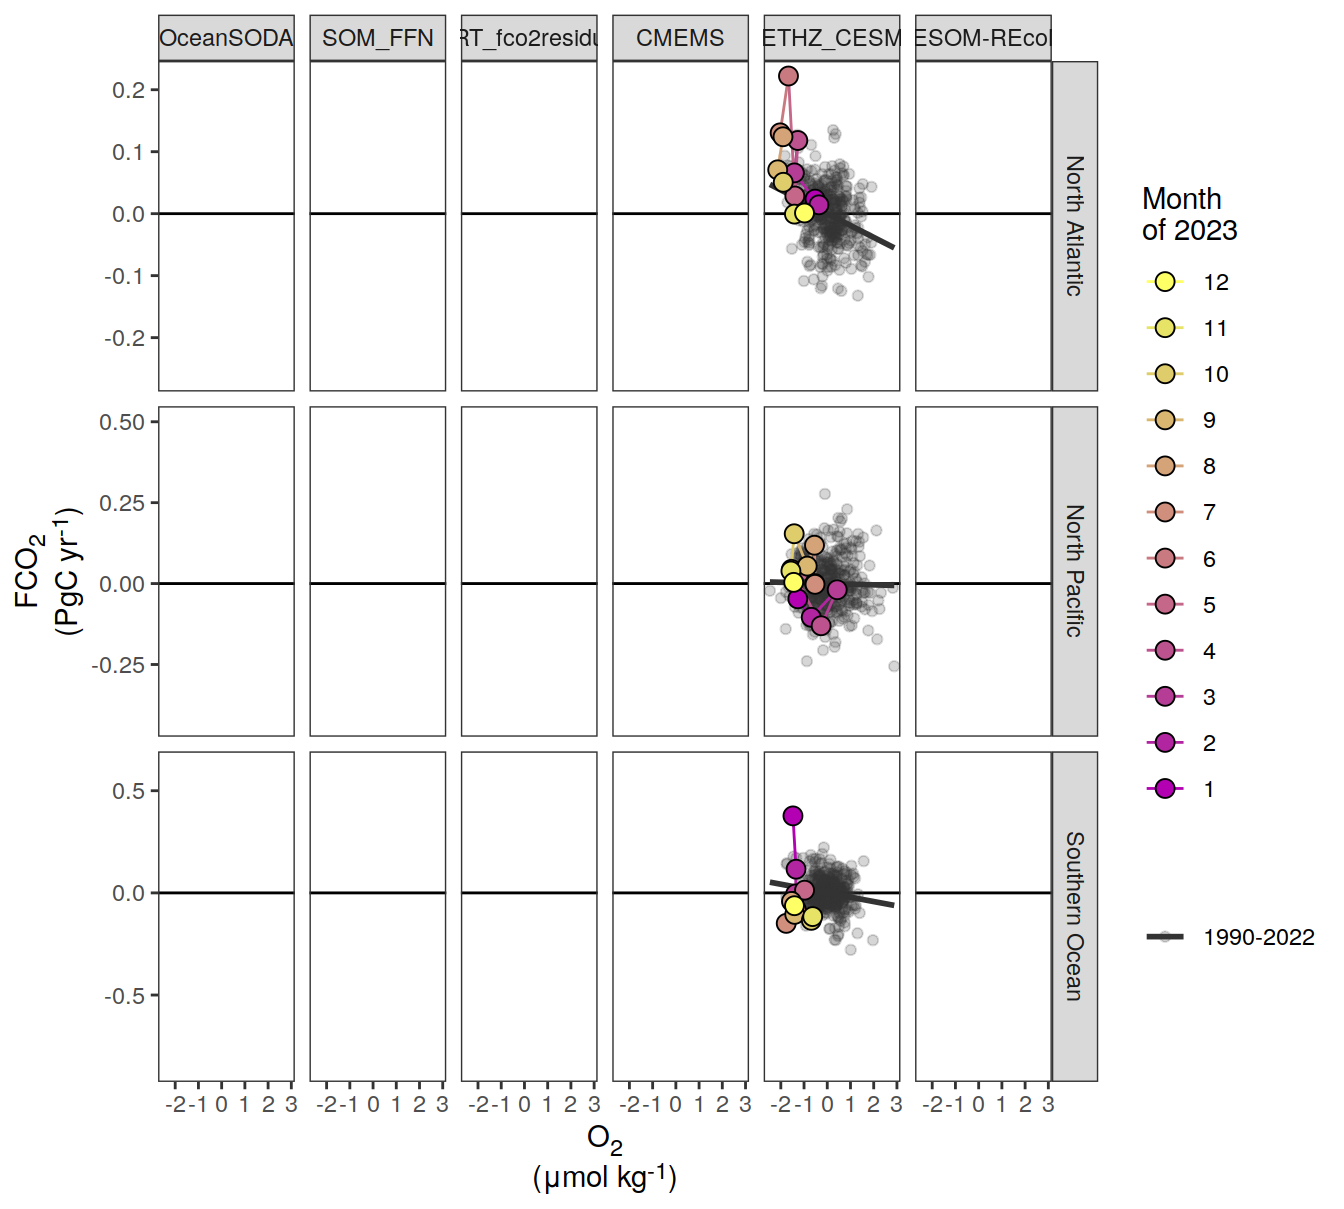 OceanSODA SOM_FFN RT_fco2residu CMEMS ETHZ_CESM ESOM-REcoM
0.2
0.1
0.0
-0.1
-0.2
North Atlantic
0.50
0.25
0.00
-0.25
North Pacific
0.5
0.0
-0.5
Southern Ocean
FCO2
(PgC yr-1)
-2 -1 0 1 2 3 -2 -1 0 1 2 3 -2 -1 0 1 2 3 -2 -1 0 1 2 3 -2 -1 0 1 2 3 -2 -1 0 1 2 3
O2
(µmol kg-1)
Month
of 2023
12
11
10
9
8
7
6
5
4
3
2
1
1990-2022